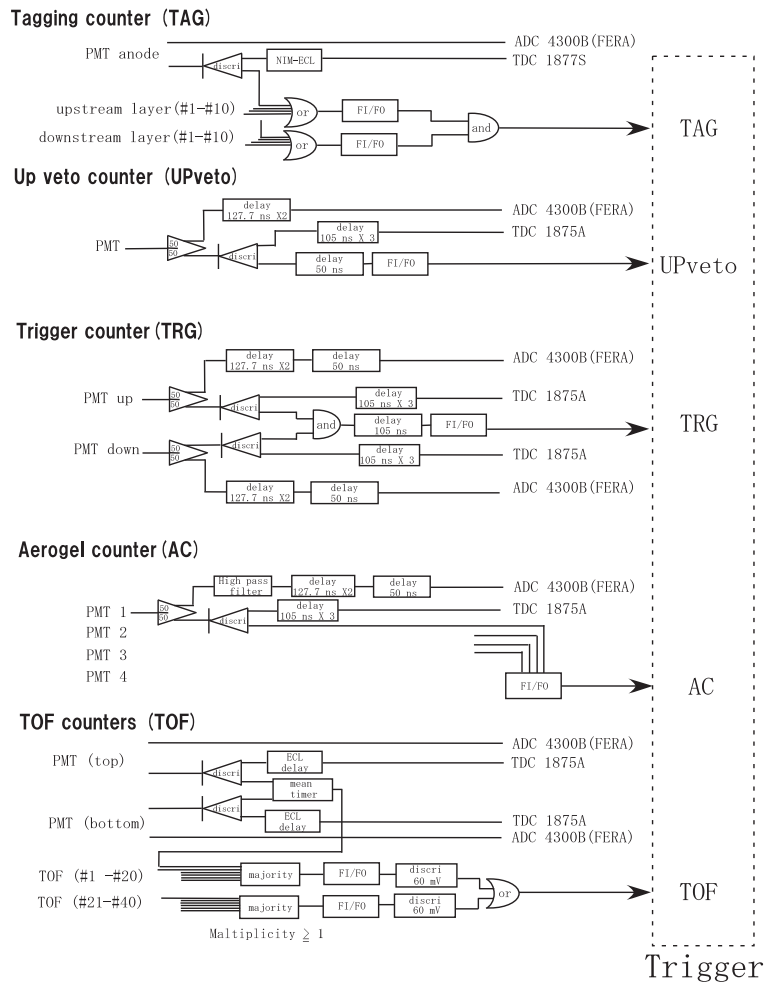 Tagging counter (TAG)
ADC 4300B(FERA)
PMT anode
discri
NIM-ECL
TDC 1877S
upstream layer(#1-#10)
or
FI/FO
and
TAG
downstream layer(#1-#10)
or
FI/FO
Up veto counter (UPveto)
delay
127.7 ns X2
ADC 4300B(FERA)
PMT
50
50
discri
delay
105 ns X 3
TDC 1875A
delay
50 ns
FI/FO
UPveto
Trigger counter(TRG)
delay
127.7 ns X2
delay
50 ns
ADC 4300B(FERA)
PMT up
50
50
discri
delay
105 ns X 3
TDC 1875A
and
delay
105 ns
FI/FO
TRG
PMT down
50
50
discri
delay
105 ns X 3
TDC 1875A
delay
127.7 ns X2
delay
50 ns
ADC 4300B(FERA)
Aerogel counter(AC)
High pass
filter
delay
127.7 ns X2
delay
50 ns
ADC 4300B(FERA)
PMT 1
50
50
discri
delay
105 ns X 3
TDC 1875A
PMT 2
PMT 3
PMT 4
FI/FO
AC
TOF counters (TOF)
ADC 4300B(FERA)
PMT (top)
discri
ECL
delay
TDC 1875A
mean
timer
discri
PMT (bottom)
ECL
delay
TDC 1875A
ADC 4300B(FERA)
TOF (#1 -#20)
majority
FI/FO
discri
60 mV
or
TOF
TOF (#21-#40)
majority
FI/FO
discri
60 mV
Maltiplicity ≧ 1
Trigger